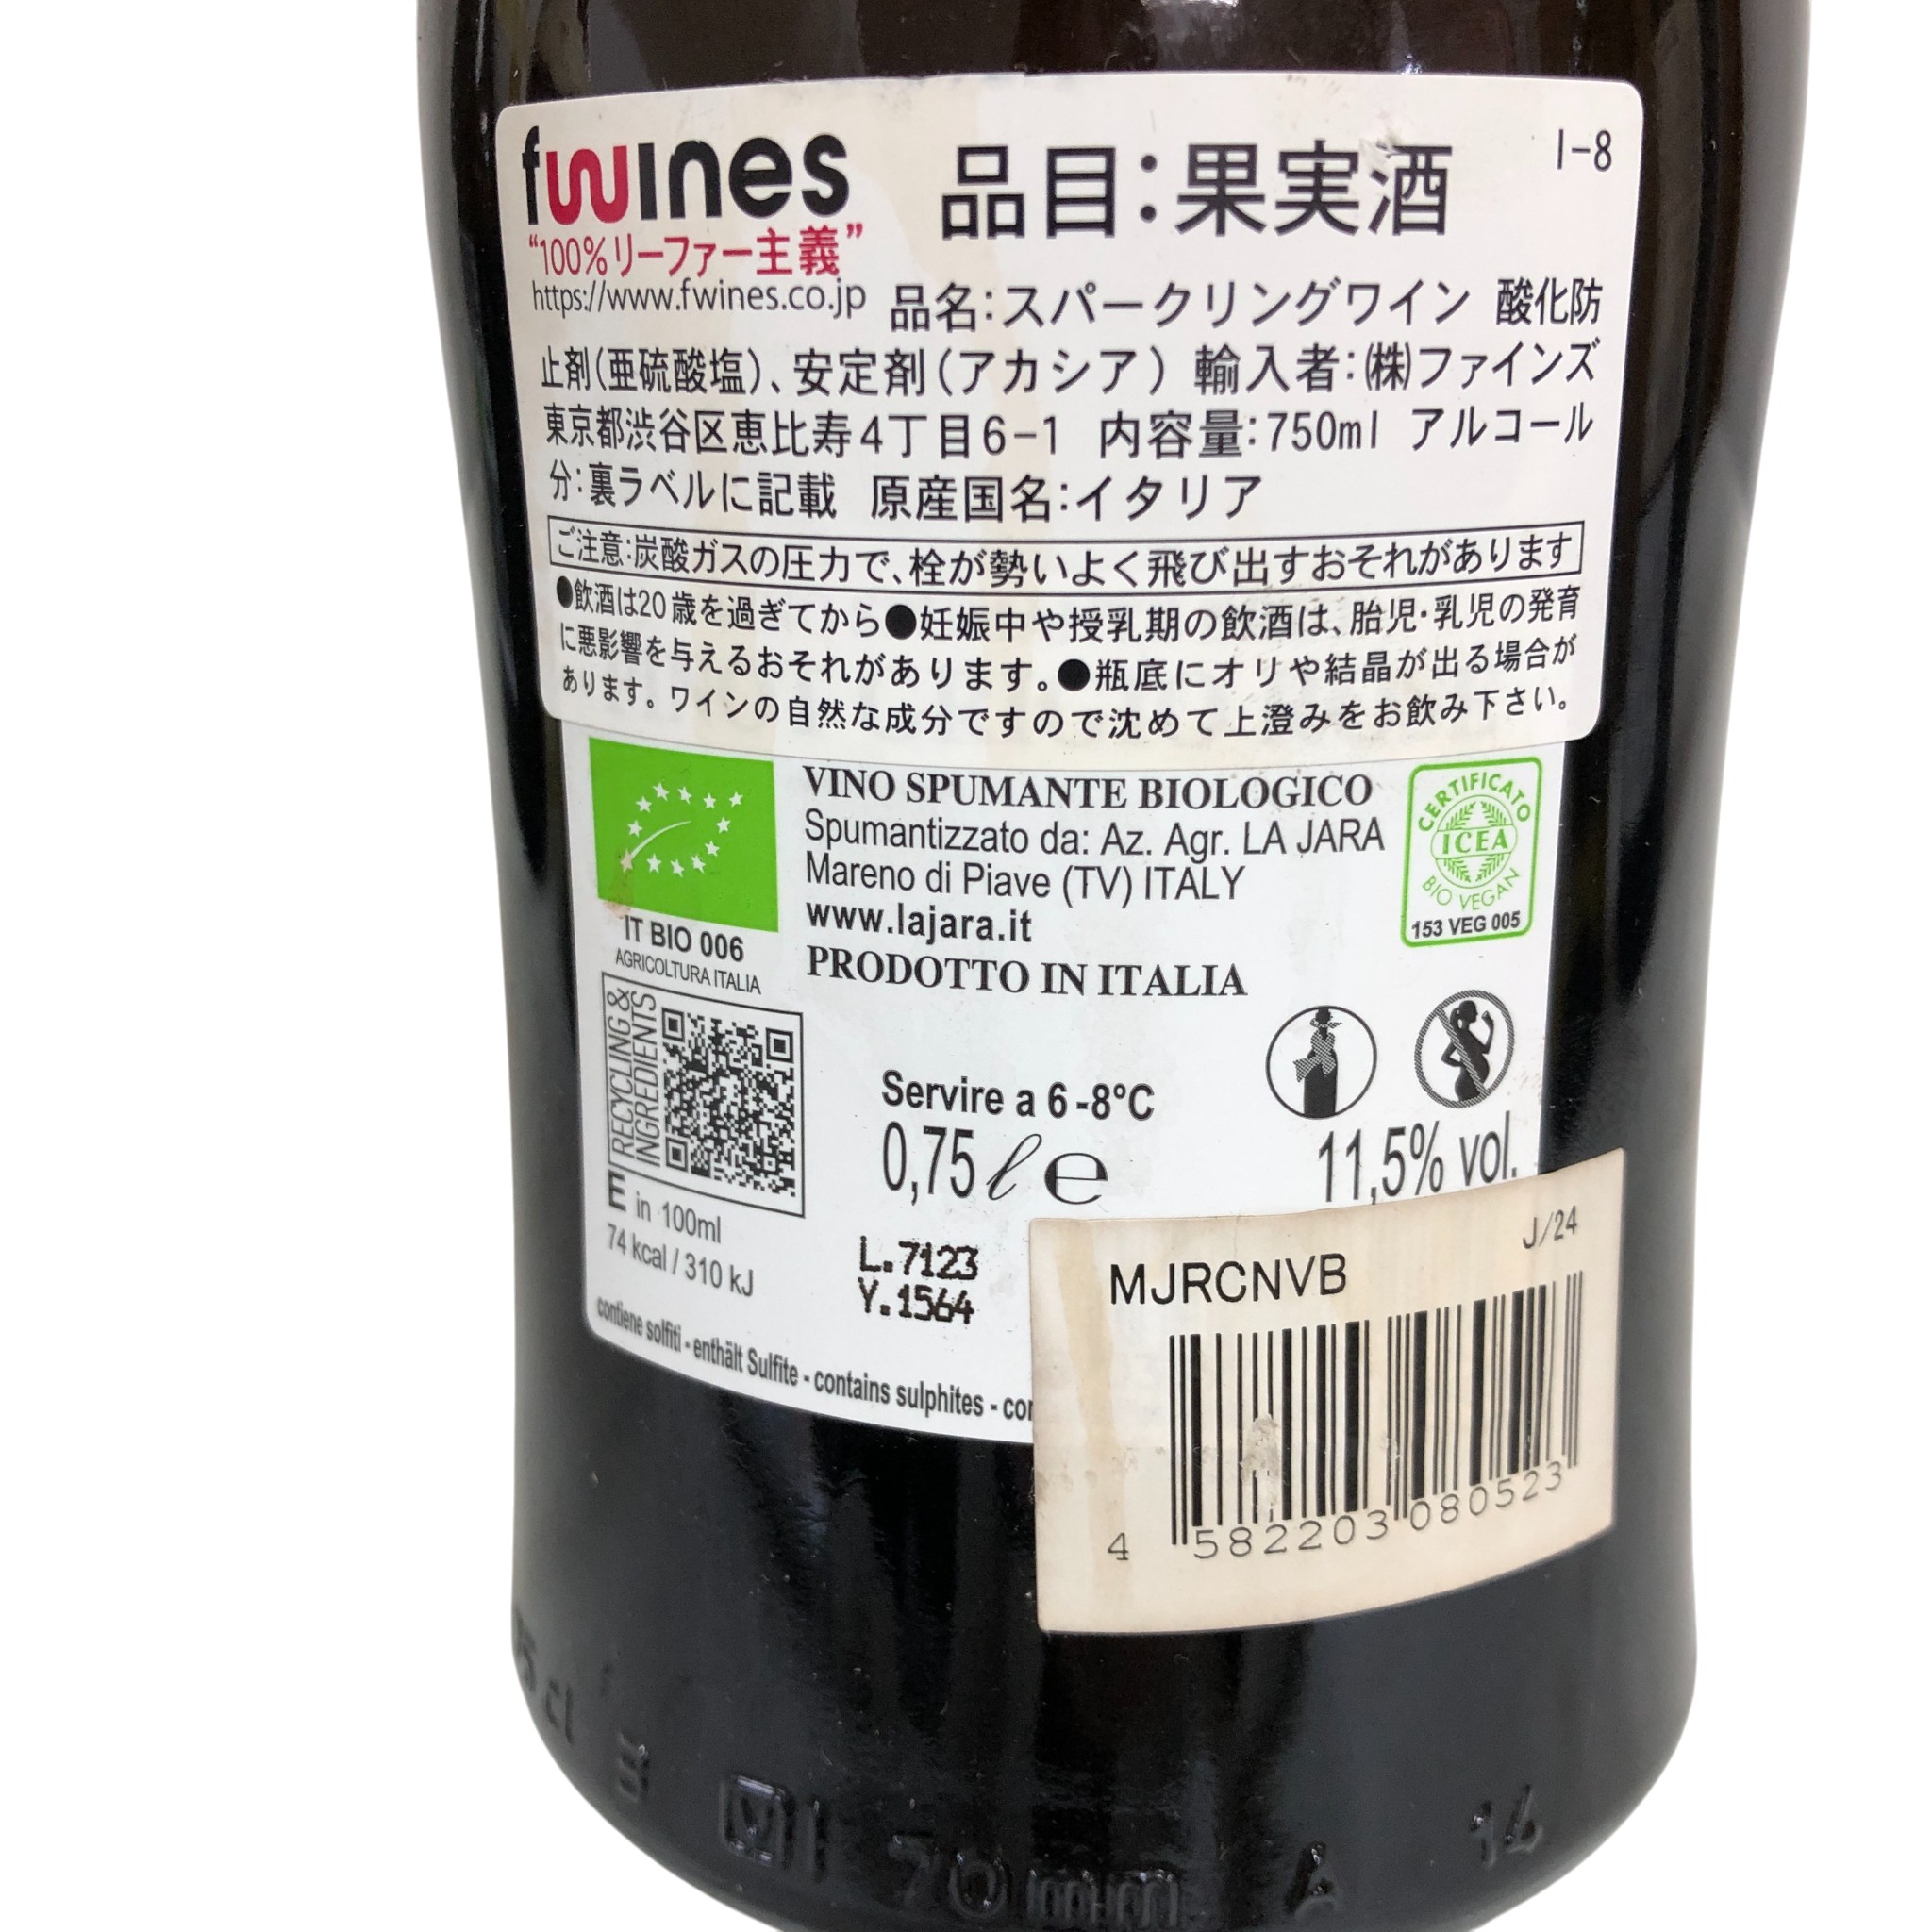 fwines
品目：果実酒
I-8
“100%リーファー主義”
https://www.fwines.co.jp
品名：スパークリングワイン 酸化防
止剤（亜硫酸塩）、安定剤（アカシア） 輸入者：㈱ファインズ
東京都渋谷区恵比寿4丁目6-1 内容量：750ml アルコール
分：裏ラベルに記載 原産国名：イタリア
ご注意：炭酸ガスの圧力で、栓が勢いよく飛び出すおそれがあります
●飲酒は20歳を過ぎてから●妊娠中や授乳期の飲酒は、胎児・乳児の発育
に悪影響を与えるおそれがあります。●瓶底にオリや結晶が出る場合が
あります。ワインの自然な成分ですので沈めて上澄みをお飲み下さい。
VINO SPUMANTE BIOLOGICO
Spumantizzato da: Az. Agr. LA JARA
Mareno di Piave (TV) ITALY
www.lajara.it
PRODOTTO IN ITALIA
CERTIFICATO
ICEA
BIO VEGAN
153 VEG 005
IT BIO 006
AGRICOLTURA ITALIA
RECYCLING &
INGREDIENTS
Servire a 6-8°C
0,75 ℓ e
11,5% vol.
E in 100ml
74 kcal / 310 kJ
L.7123
Y.1564
contiene solfiti - enthält Sulfite - contains sulphites -
J/24
MJRCNVB
4 582203 080523
5 cl
70mm
14